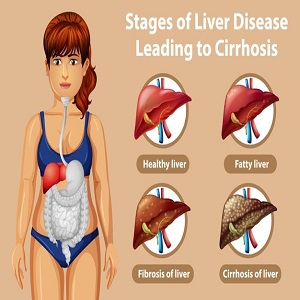 Stages of Liver Disease
Leading to Cirrhosis
Healthy liver
Fatty liver
Fibrosis of liver
Cirrhosis of liver